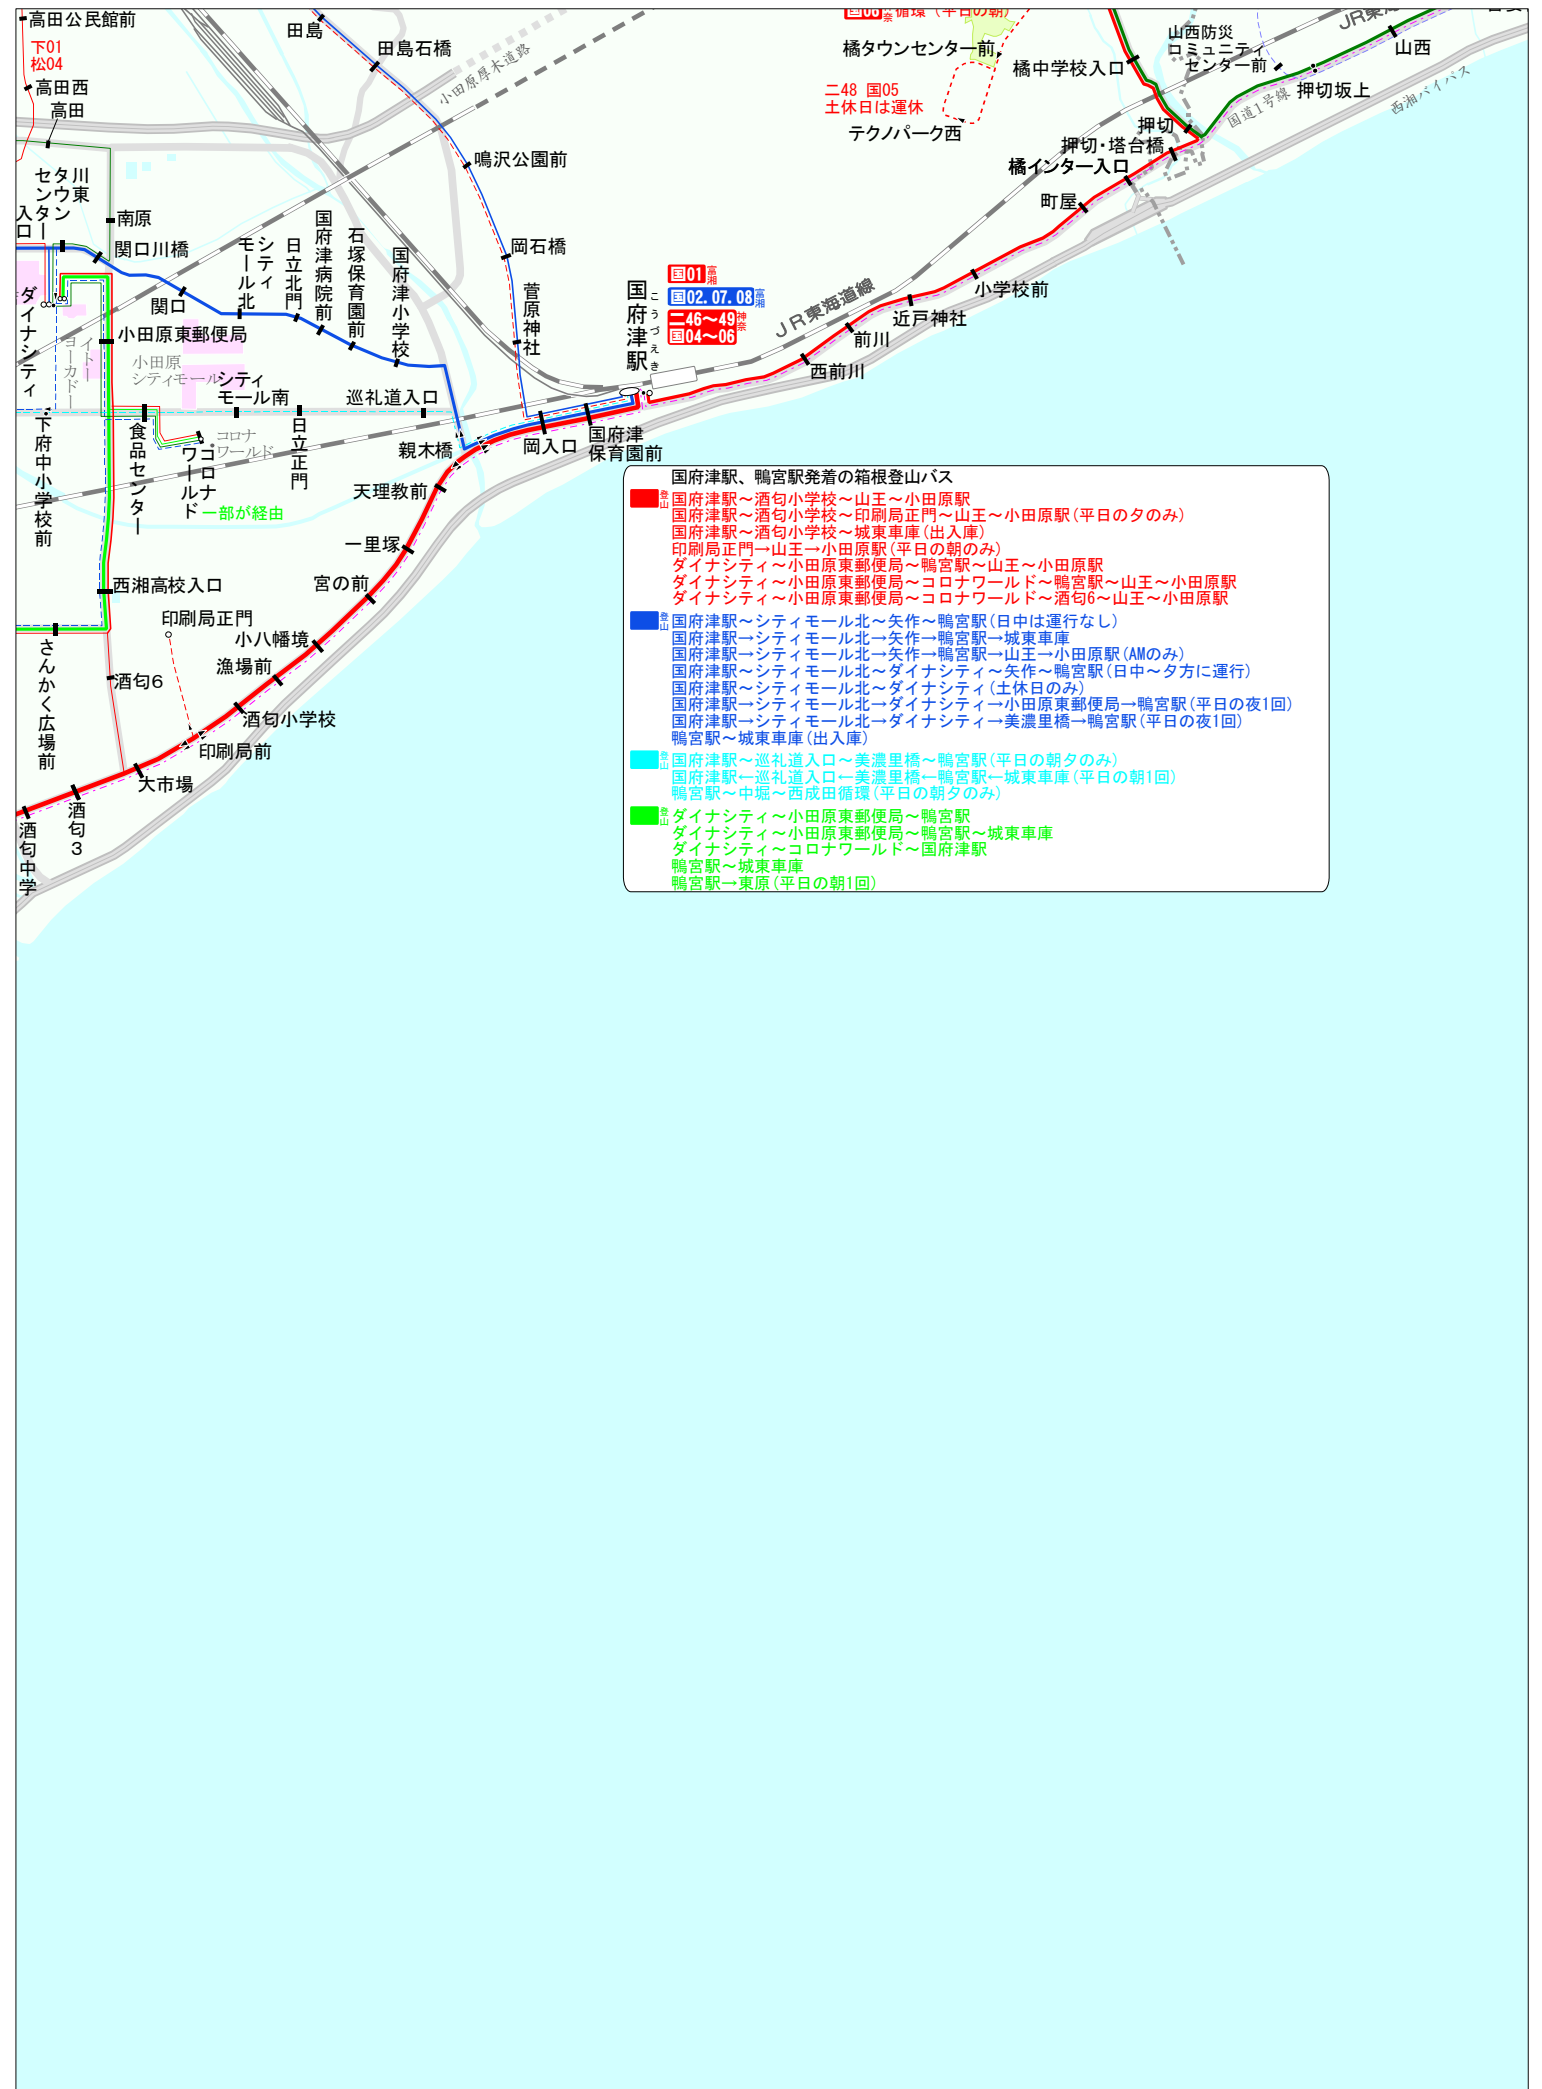 高田公民館前
下01
松04
高田西
高田
田島
田島石橋
小田原厚木道路
循環（平日の朝）
橘タウンセンター前
二48 国05
土休日は運休
テクノパーク西
橘中学校入口
山西防災
コミュニティ
センター前
JR東海
山西
押切坂上
国道1号線
西湘バイパス
押切
押切・塔台橋
橘インター入口
町屋
小学校前
近戸神社
前川
西前川
JR東海道線
鳴沢公園前
岡石橋
菅原神社
国府津駅
こうづえき
国01 富湘
国02.07.08 富湘
二46～49 神奈
国04～06
川東
タウン
センター
入口
南原
関口川橋
関口
シティ
モール北
日立北門
国府津病院前
石塚保育園前
国府津小学校
ダイナシティ
小田原東郵便局
イトー
ヨーカドー
小田原
シティモール
シティ
モール南
日立正門
巡礼道入口
下府中小学校前
食品センター
コロナ
ワールド
コロナ
ワールド
一部が経由
親木橋
岡入口
国府津
保育園前
天理教前
一里塚
宮の前
小八幡境
漁場前
酒匂小学校
印刷局正門
印刷局前
西湘高校入口
さんかく広場前
酒匂6
大市場
酒匂3
酒匂中学
国府津駅、鴨宮駅発着の箱根登山バス
登山 国府津駅～酒匂小学校～山王～小田原駅
国府津駅～酒匂小学校～印刷局正門～山王～小田原駅(平日の夕のみ)
国府津駅～酒匂小学校～城東車庫(出入庫)
印刷局正門→山王→小田原駅(平日の朝のみ)
ダイナシティ～小田原東郵便局～鴨宮駅～山王～小田原駅
ダイナシティ～小田原東郵便局～コロナワールド～鴨宮駅～山王～小田原駅
ダイナシティ～小田原東郵便局～コロナワールド～酒匂6～山王～小田原駅
登山 国府津駅～シティモール北～矢作～鴨宮駅(日中は運行なし)
国府津駅→シティモール北→矢作→鴨宮駅→城東車庫
国府津駅→シティモール北→矢作→鴨宮駅→山王→小田原駅(AMのみ)
国府津駅～シティモール北～ダイナシティ～矢作～鴨宮駅(日中～夕方に運行)
国府津駅～シティモール北～ダイナシティ(土休日のみ)
国府津駅→シティモール北→ダイナシティ→小田原東郵便局→鴨宮駅(平日の夜1回)
国府津駅→シティモール北→ダイナシティ→美濃里橋→鴨宮駅(平日の夜1回)
鴨宮駅～城東車庫(出入庫)
登山 国府津駅～巡礼道入口～美濃里橋～鴨宮駅(平日の朝夕のみ)
国府津駅←巡礼道入口←美濃里橋←鴨宮駅←城東車庫(平日の朝1回)
鴨宮駅～中堀～西成田循環(平日の朝夕のみ)
登山 ダイナシティ～小田原東郵便局～鴨宮駅
ダイナシティ～小田原東郵便局～鴨宮駅～城東車庫
ダイナシティ～コロナワールド～国府津駅
鴨宮駅～城東車庫
鴨宮駅→東原(平日の朝1回)